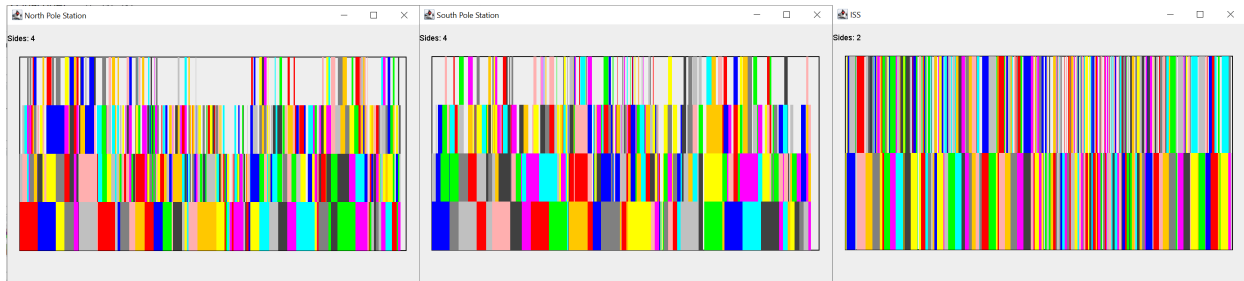 North Pole Station
Sides: 4
South Pole Station
Sides: 4
ISS
Sides: 2